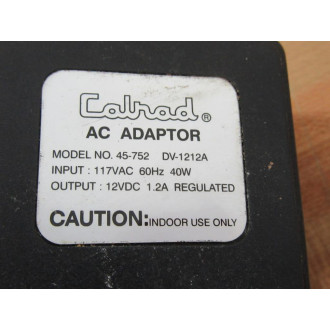 Calrad®
AC ADAPTOR
MODEL NO. 45-752 DV-1212A
INPUT : 117VAC 60Hz 40W
OUTPUT : 12VDC 1.2A REGULATED
CAUTION: INDOOR USE ONLY